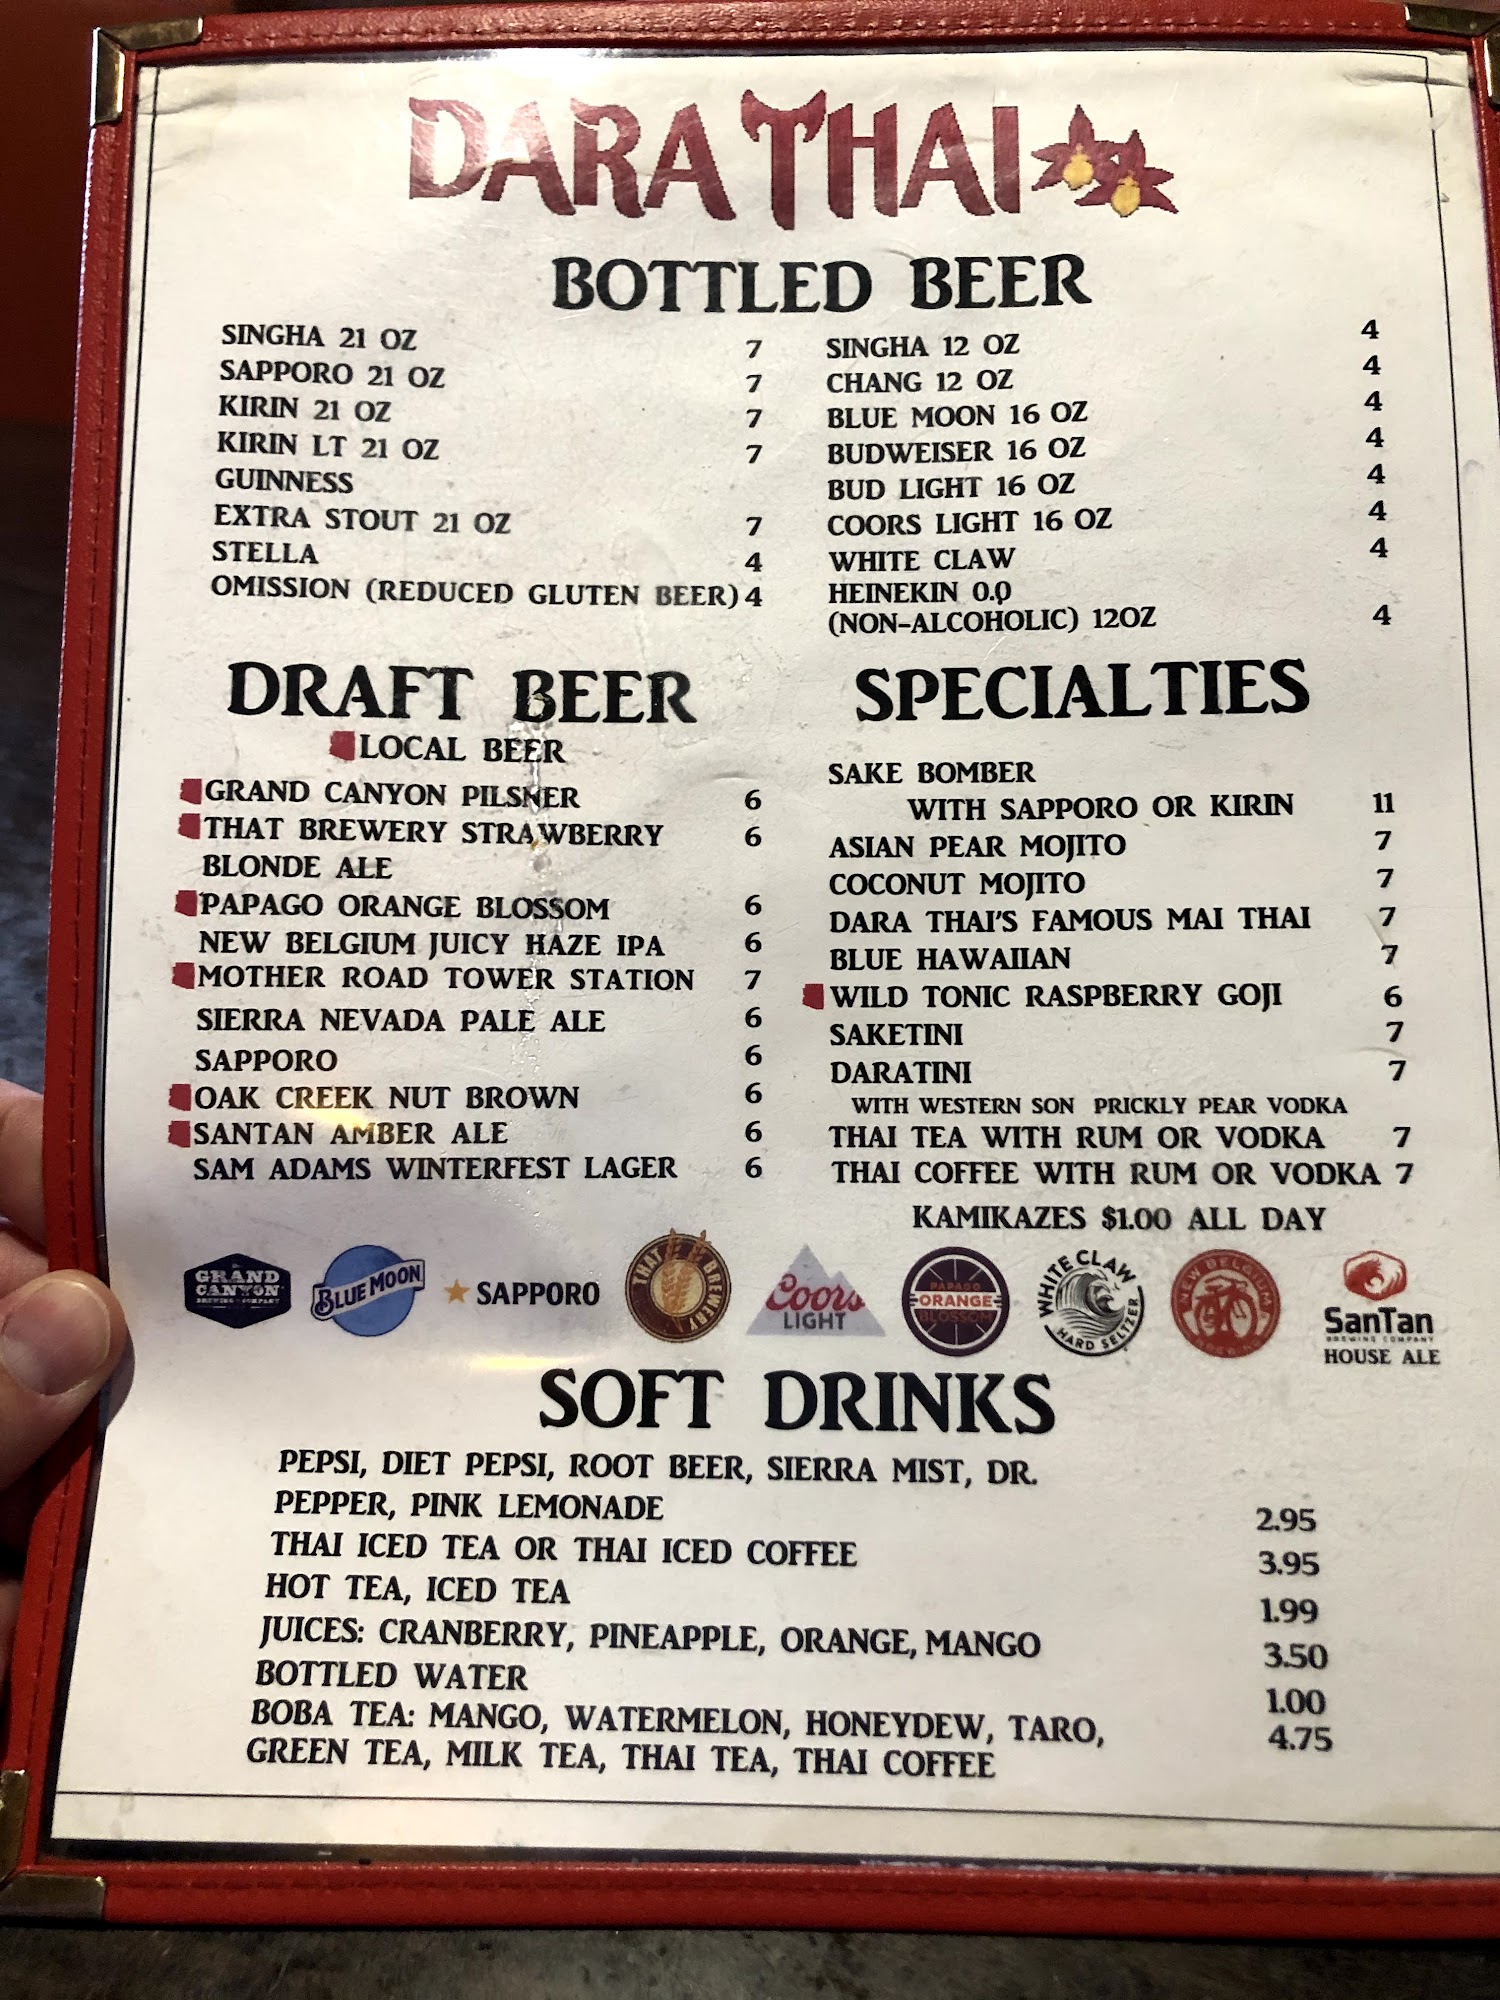 DARA THAI
BOTTLED BEER
SINGHA 21 OZ 7
SAPPORO 21 OZ 7
KIRIN 21 OZ 7
KIRIN LT 21 OZ 7
GUINNESS
EXTRA STOUT 21 OZ 7
STELLA 4
OMISSION (REDUCED GLUTEN BEER) 4
SINGHA 12 OZ 4
CHANG 12 OZ 4
BLUE MOON 16 OZ 4
BUDWEISER 16 OZ 4
BUD LIGHT 16 OZ 4
COORS LIGHT 16 OZ 4
WHITE CLAW 4
HEINEKIN 0.0
(NON-ALCOHOLIC) 12OZ 4
DRAFT BEER
LOCAL BEER
GRAND CANYON PILSNER 6
THAT BREWERY STRAWBERRY 6
BLONDE ALE
PAPAGO ORANGE BLOSSOM 6
NEW BELGIUM JUICY HAZE IPA 6
MOTHER ROAD TOWER STATION 7
SIERRA NEVADA PALE ALE 6
SAPPORO 6
OAK CREEK NUT BROWN 6
SANTAN AMBER ALE 6
SAM ADAMS WINTERFEST LAGER 6
SPECIALTIES
SAKE BOMBER
WITH SAPPORO OR KIRIN 11
ASIAN PEAR MOJITO 7
COCONUT MOJITO 7
DARA THAI'S FAMOUS MAI THAI 7
BLUE HAWAIIAN 7
WILD TONIC RASPBERRY GOJI 6
SAKETINI 7
DARATINI 7
WITH WESTERN SON PRICKLY PEAR VODKA
THAI TEA WITH RUM OR VODKA 7
THAI COFFEE WITH RUM OR VODKA 7
KAMIKAZES $1.00 ALL DAY
GRAND
CANYON
BREWING COMPANY
BLUE MOON
SAPPORO
THAT BREWERY
Coors
LIGHT
PAPAGO
ORANGE
BLOSSOM
WHITE CLAW
HARD SELTZER
NEW BELGIUM
BREWING
SanTan
BREWING COMPANY
HOUSE ALE
SOFT DRINKS
PEPSI, DIET PEPSI, ROOT BEER, SIERRA MIST, DR.
PEPPER, PINK LEMONADE 2.95
THAI ICED TEA OR THAI ICED COFFEE 3.95
HOT TEA, ICED TEA 1.99
JUICES: CRANBERRY, PINEAPPLE, ORANGE, MANGO 3.50
BOTTLED WATER 1.00
BOBA TEA: MANGO, WATERMELON, HONEYDEW, TARO, 4.75
GREEN TEA, MILK TEA, THAI TEA, THAI COFFEE